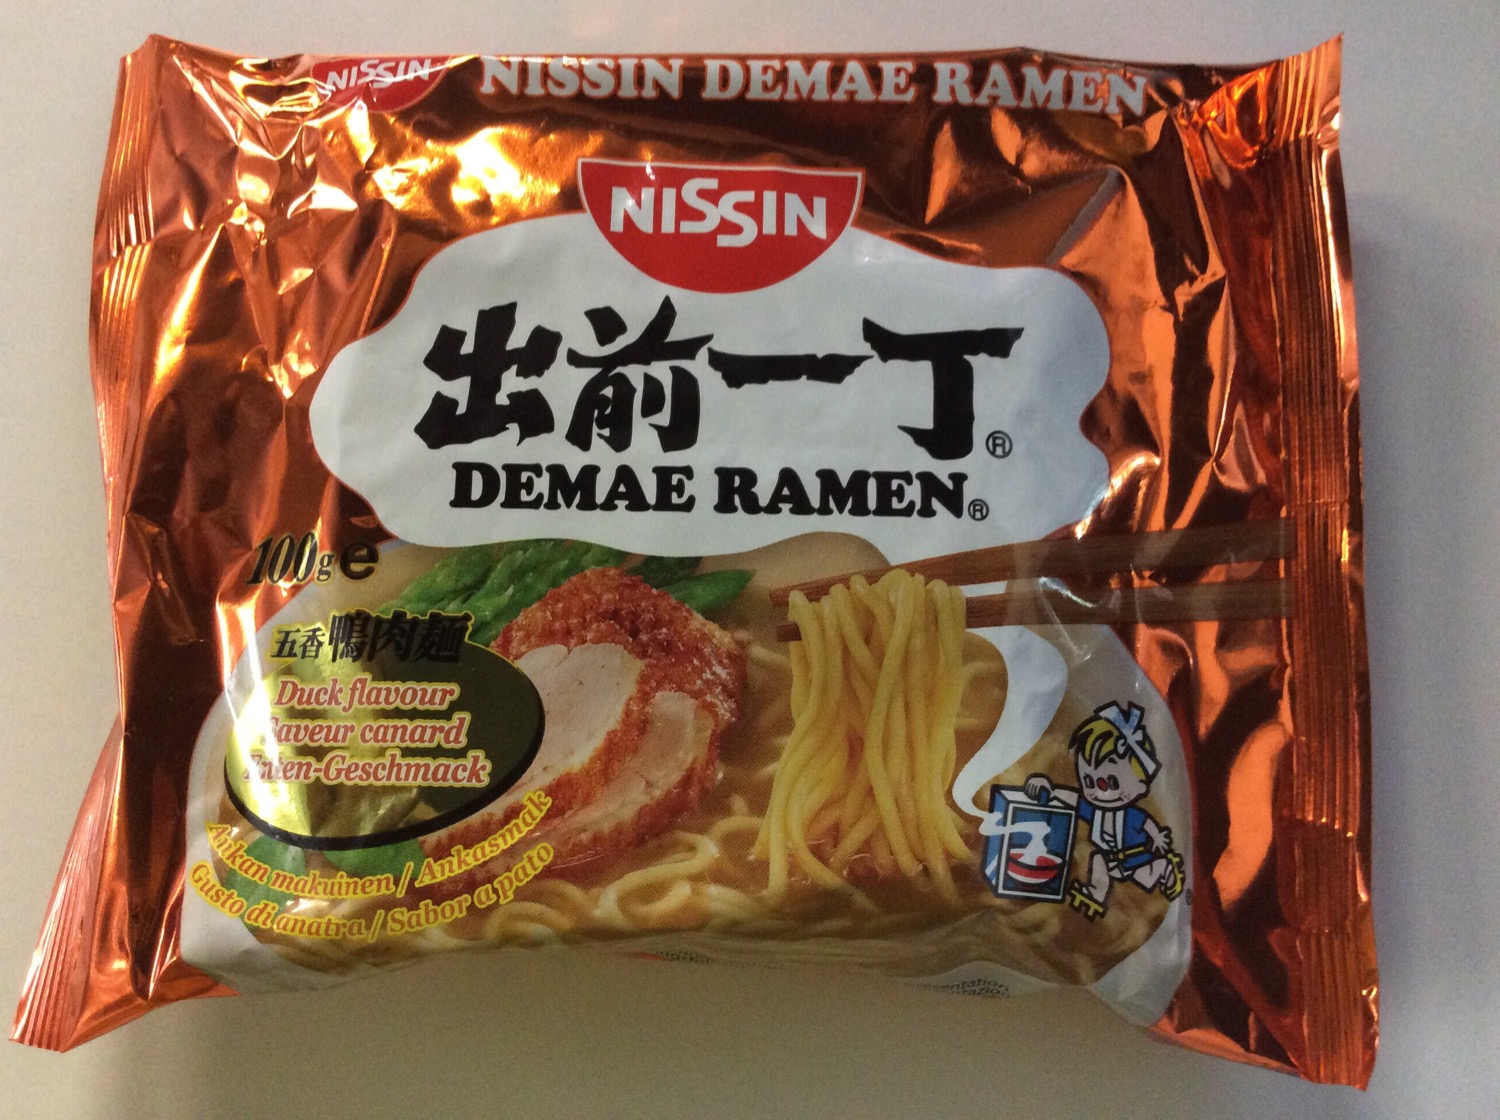 NISSIN NISSIN DEMAE RAMEN
NISSIN
出前一丁®
DEMAE RAMEN®
100g e
五香鴨肉麺
Duck flavour
Saveur canard
Enten-Geschmack
Ankan makuinen / Ankasmak
Gusto di anatra / Sabor a pato
®